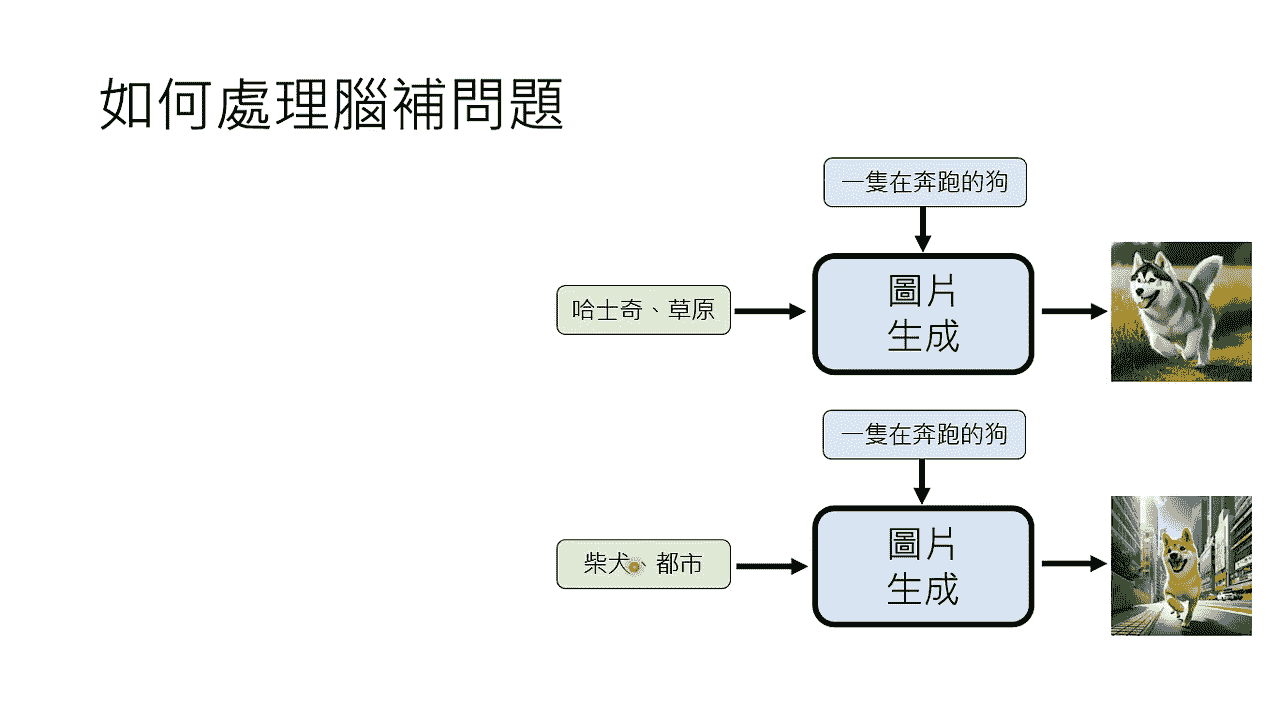 如何處理腦補問題
一隻在奔跑的狗
哈士奇、草原
圖片
生成
一隻在奔跑的狗
柴犬、都市
圖片
生成